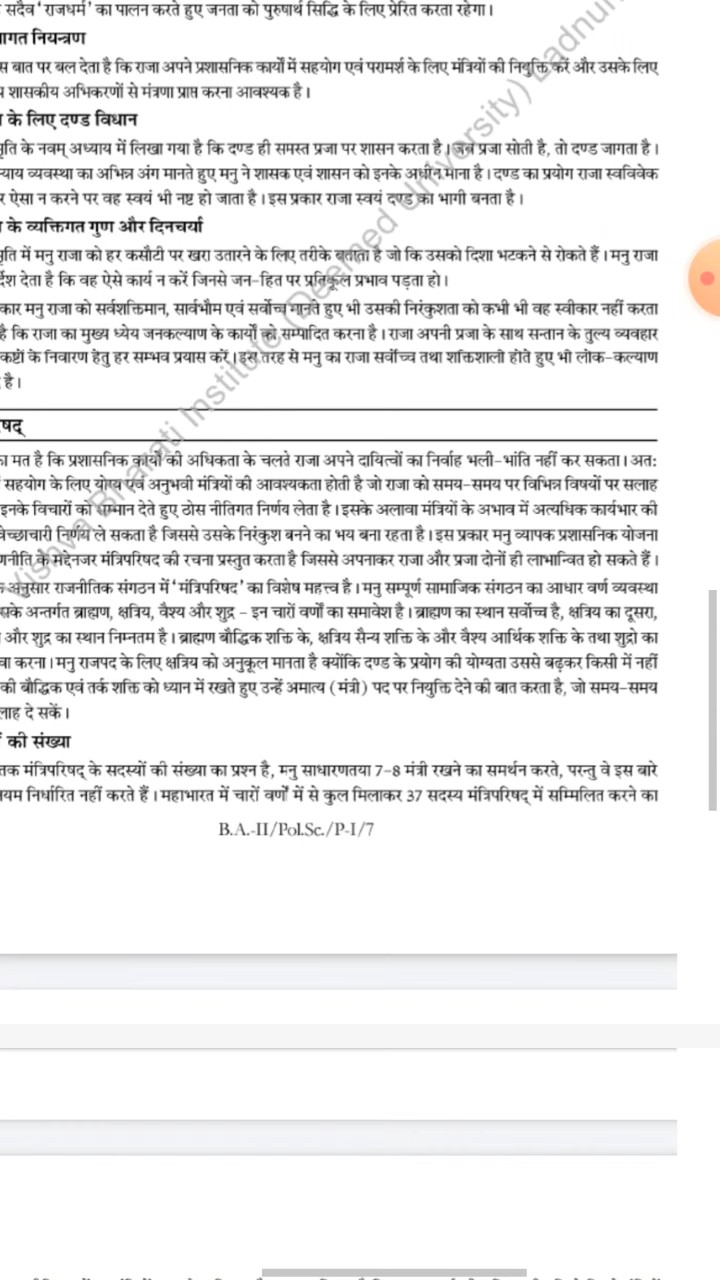 सदैव ‘राजधर्म’ का पालन करते हुए जनता को पुरुषार्थ सिद्धि के लिए प्रेरित करता रहेगा।
ागत नियन्त्रण
स बात पर बल देता है कि राजा अपने प्रशासनिक कार्यों में सहयोग एवं परामर्श के लिए मंत्रियों की नियुक्ति करें और उसके लिए
य शासकीय अभिकरणों से मंत्रणा प्राप्त करना आवश्यक है।
के लिए दण्ड विधान
मृति के नवम् अध्याय में लिखा गया है कि दण्ड ही समस्त प्रजा पर शासन करता है। जब प्रजा सोती है, तो दण्ड जागता है।
न्याय व्यवस्था का अभिन्न अंग मानते हुए मनु ने शासक एवं शासन को इनके अधीन माना है। दण्ड का प्रयोग राजा स्वविवेक
र ऐसा न करने पर वह स्वयं भी नष्ट हो जाता है। इस प्रकार राजा स्वयं दण्ड का भागी बनता है।
के व्यक्तिगत गुण और दिनचर्या
मृति में मनु राजा को हर कसौटी पर खरा उतारने के लिए तरीके बताता है जो कि उसको दिशा भटकने से रोकते हैं। मनु राजा
र्देश देता है कि वह ऐसे कार्य न करें जिनसे जन-हित पर प्रतिकूल प्रभाव पड़ता हो।
कार मनु राजा को सर्वशक्तिमान, सार्वभौम एवं सर्वोच्च मानते हुए भी उसकी निरंकुशता को कभी भी वह स्वीकार नहीं करता
है कि राजा का मुख्य ध्येय जनकल्याण के कार्यों को सम्पादित करना है। राजा अपनी प्रजा के साथ सन्तान के तुल्य व्यवहार
कष्टों के निवारण हेतु हर सम्भव प्रयास करें। इस तरह से मनु का राजा सर्वोच्च तथा शक्तिशाली होते हुए भी लोक-कल्याण
है।
षद्
ा मत है कि प्रशासनिक कार्यों की अधिकता के चलते राजा अपने दायित्वों का निर्वाह भली-भांति नहीं कर सकता। अत:
सहयोग के लिए योग्य एवं अनुभवी मंत्रियों की आवश्यकता होती है जो राजा को समय-समय पर विभिन्न विषयों पर सलाह
इनके विचारों को सम्मान देते हुए ठोस नीतिगत निर्णय लेता है। इसके अलावा मंत्रियों के अभाव में अत्यधिक कार्यभार की
वेच्छाचारी निर्णय ले सकता है जिससे उसके निरंकुश बनने का भय बना रहता है। इस प्रकार मनु व्यापक प्रशासनिक योजना
णनीति के मद्देनजर मंत्रिपरिषद की रचना प्रस्तुत करता है जिससे अपनाकर राजा और प्रजा दोनों ही लाभान्वित हो सकते हैं।
अनुसार राजनीतिक संगठन में ‘मंत्रिपरिषद’ का विशेष महत्त्व है। मनु सम्पूर्ण सामाजिक संगठन का आधार वर्ण व्यवस्था
सके अन्तर्गत ब्राह्मण, क्षत्रिय, वैश्य और शुद्र – इन चारों वर्णों का समावेश है। ब्राह्मण का स्थान सर्वोच्च है, क्षत्रिय का दूसरा,
और शुद्र का स्थान निम्नतम है। ब्राह्मण बौद्धिक शक्ति के, क्षत्रिय सैन्य शक्ति के और वैश्य आर्थिक शक्ति के तथा शुद्रो का
वा करना। मनु राजपद के लिए क्षत्रिय को अनुकूल मानता है क्योंकि दण्ड के प्रयोग की योग्यता उससे बढ़कर किसी में नहीं
की बौद्धिक एवं तर्क शक्ति को ध्यान में रखते हुए उन्हें अमात्य (मंत्री) पद पर नियुक्ति देने की बात करता है, जो समय-समय
लाह दे सकें।
ं की संख्या
तक मंत्रिपरिषद् के सदस्यों की संख्या का प्रश्न है, मनु साधारणतया 7-8 मंत्री रखने का समर्थन करते, परन्तु वे इस बारे
यम निर्धारित नहीं करते हैं। महाभारत में चारों वर्णों में से कुल मिलाकर 37 सदस्य मंत्रिपरिषद् में सम्मिलित करने का
B.A.-II/Pol.Sc./P-I/7
Vishva Bharati Institute (Deemed University) Ladnun